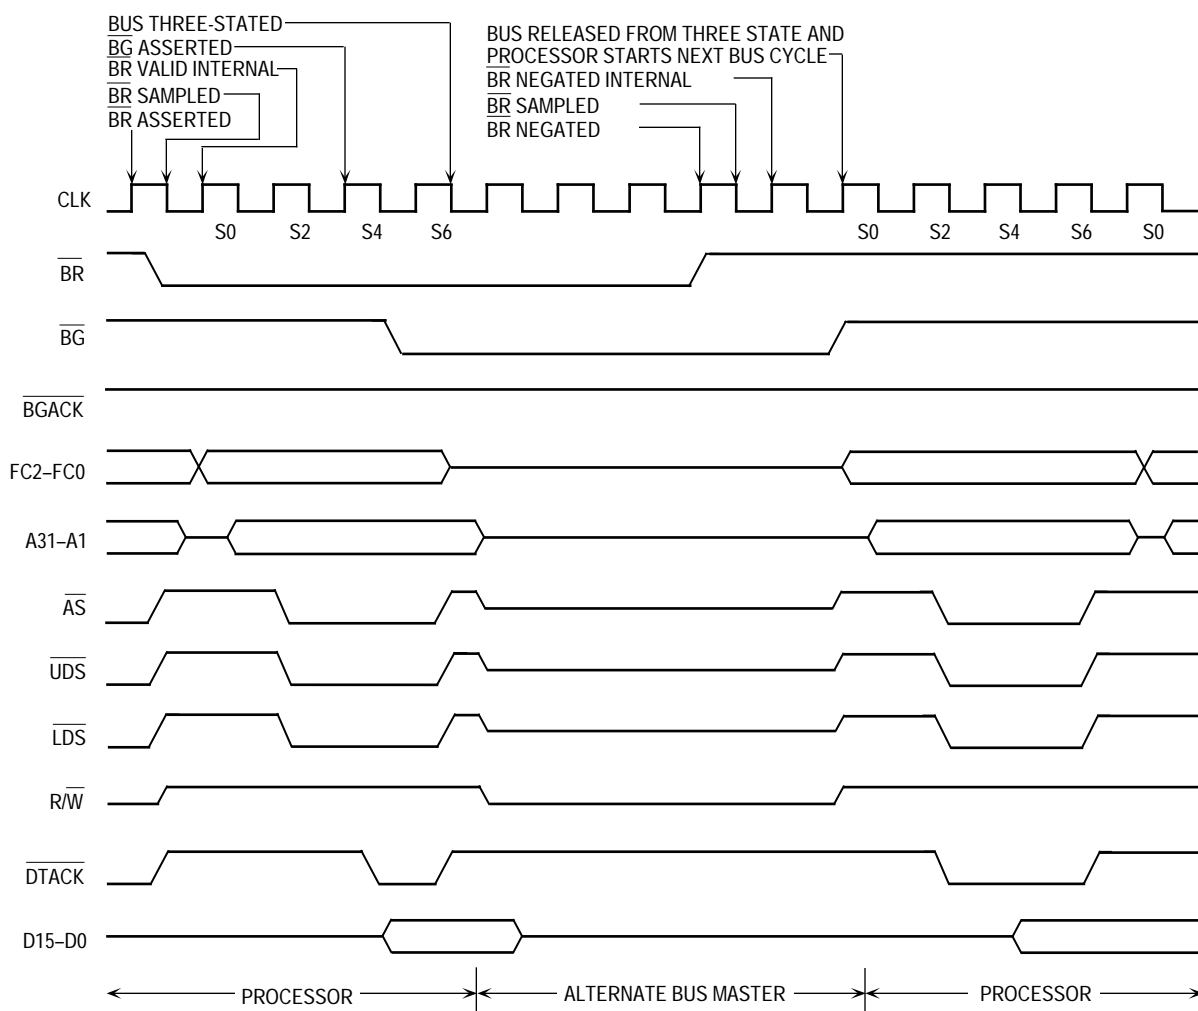 BUS THREE-STATED
BG ASSERTED
BR VALID INTERNAL
BR SAMPLED
BR ASSERTED
BUS RELEASED FROM THREE STATE AND
PROCESSOR STARTS NEXT BUS CYCLE
BR NEGATED INTERNAL
BR SAMPLED
BR NEGATED
CLK
S0 S2 S4 S6 S0 S2 S4 S6 S0
BR
BG
BGACK
FC2–FC0
A31–A1
AS
UDS
LDS
R/W
DTACK
D15–D0
PROCESSOR ALTERNATE BUS MASTER PROCESSOR